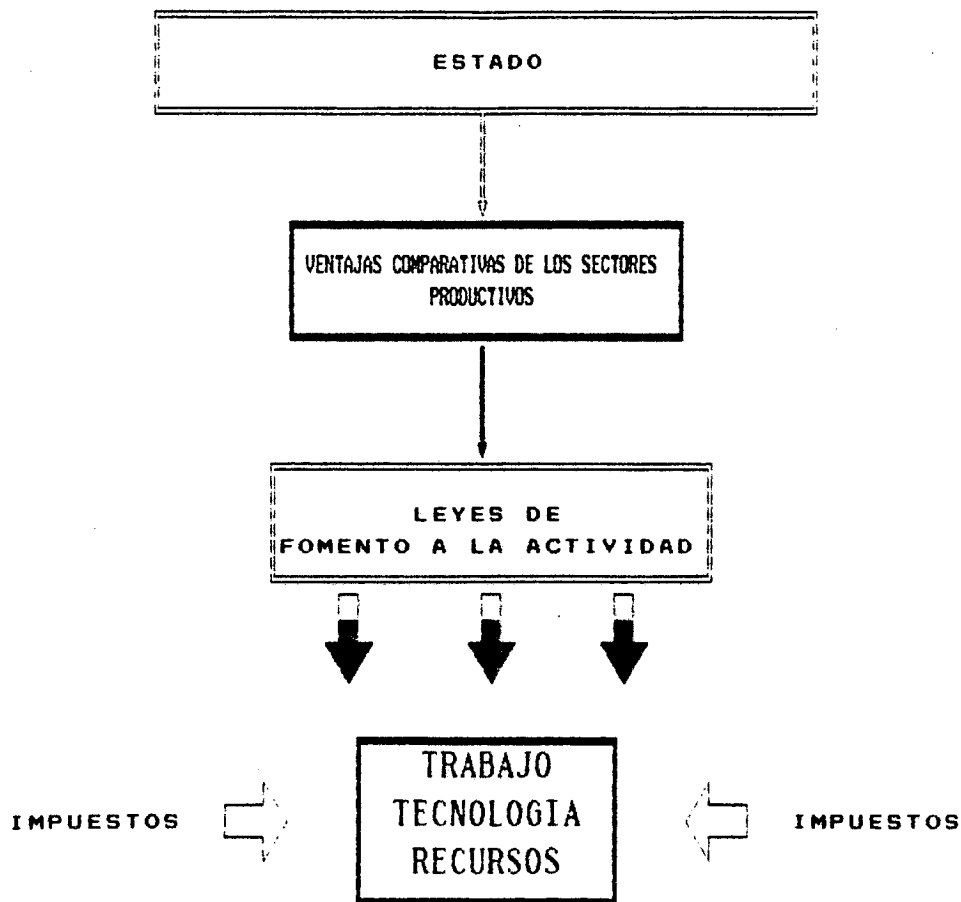 ESTADO
VENTAJAS COMPARATIVAS DE LOS SECTORES
PRODUCTIVOS
LEYES DE
FOMENTO A LA ACTIVIDAD
TRABAJO
TECNOLOGIA
RECURSOS
IMPUESTOS
IMPUESTOS